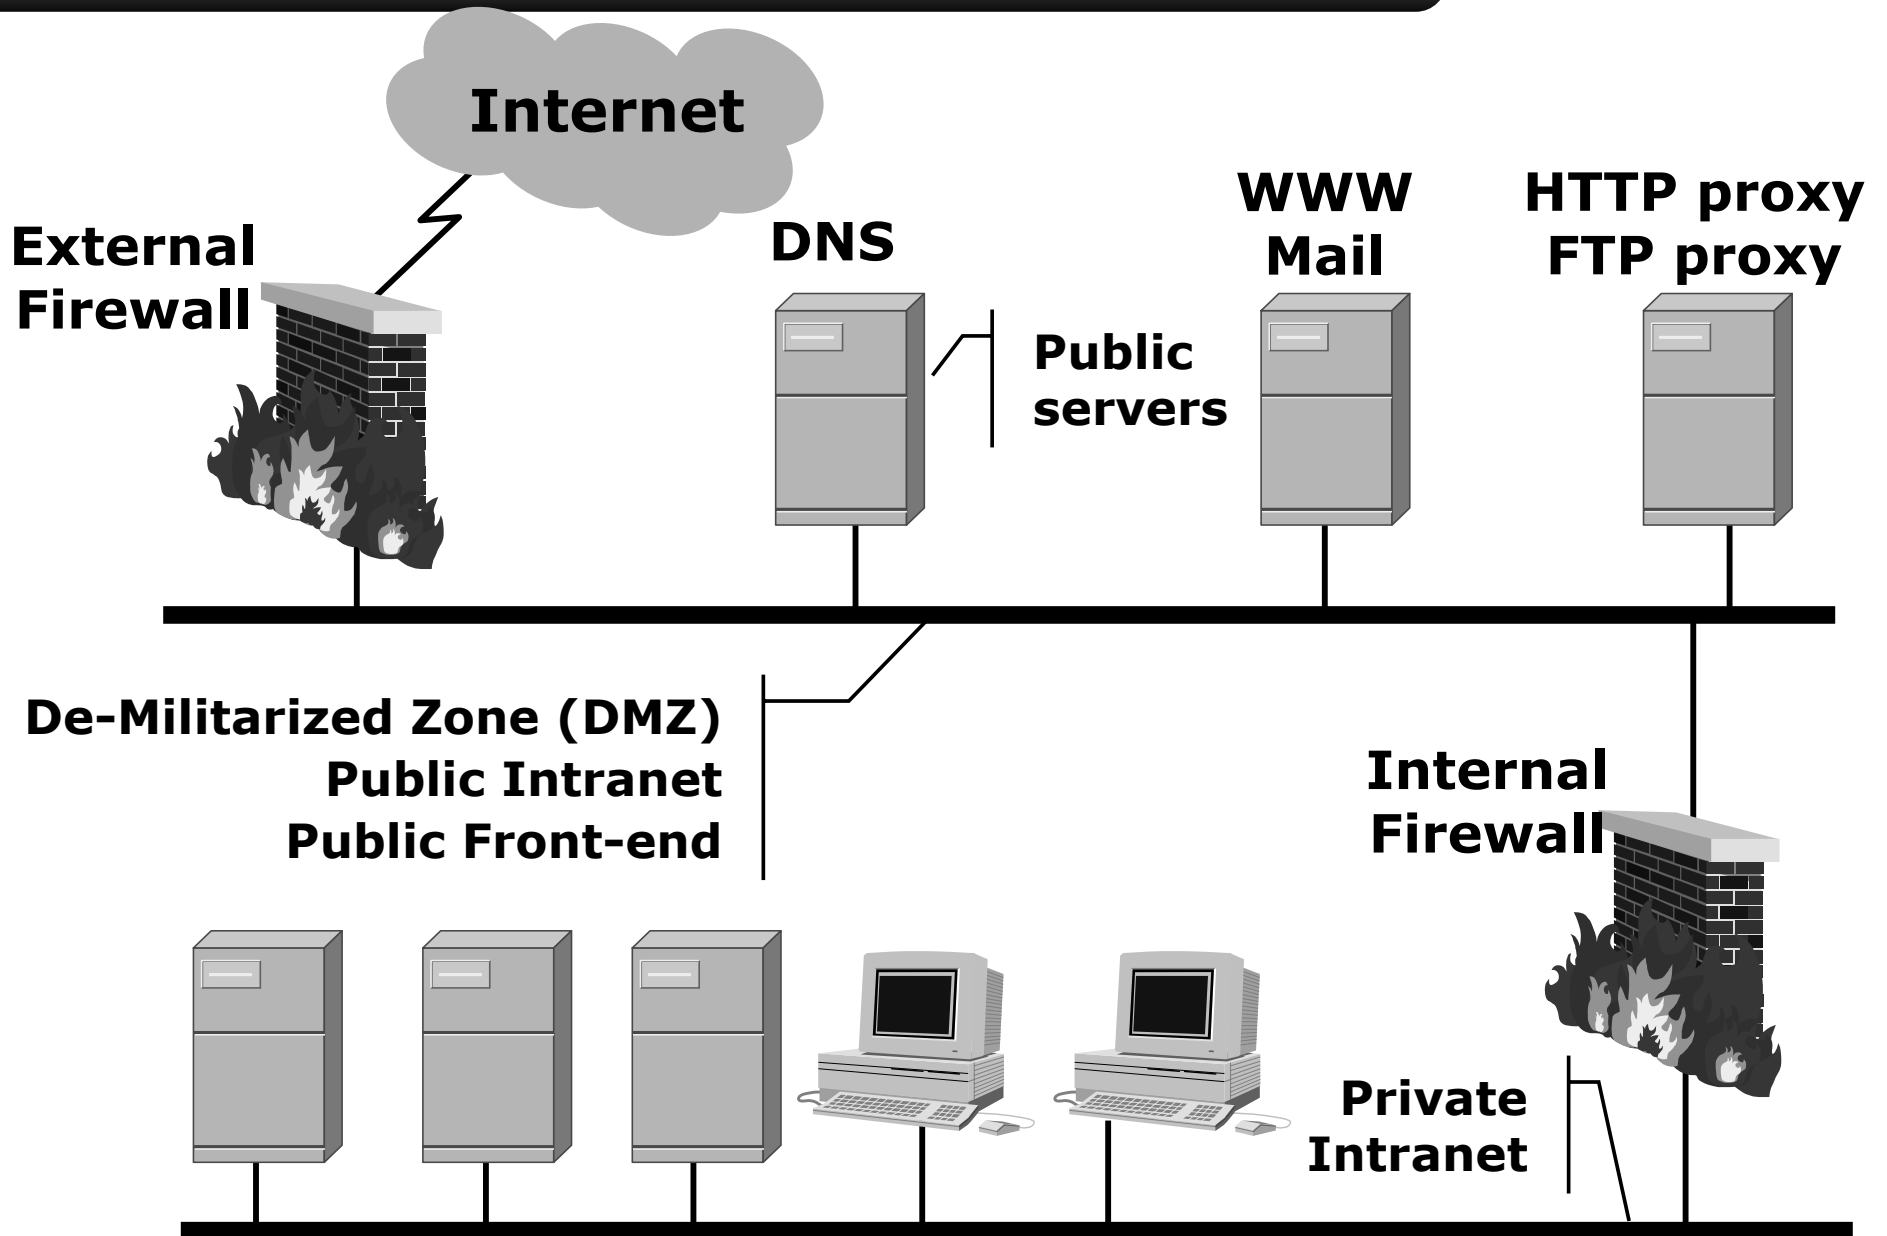 Internet
External
Firewall
DNS
WWW
Mail
HTTP proxy
FTP proxy
Public
servers
De-Militarized Zone (DMZ)
Public Intranet
Public Front-end
Internal
Firewall
Private
Intranet